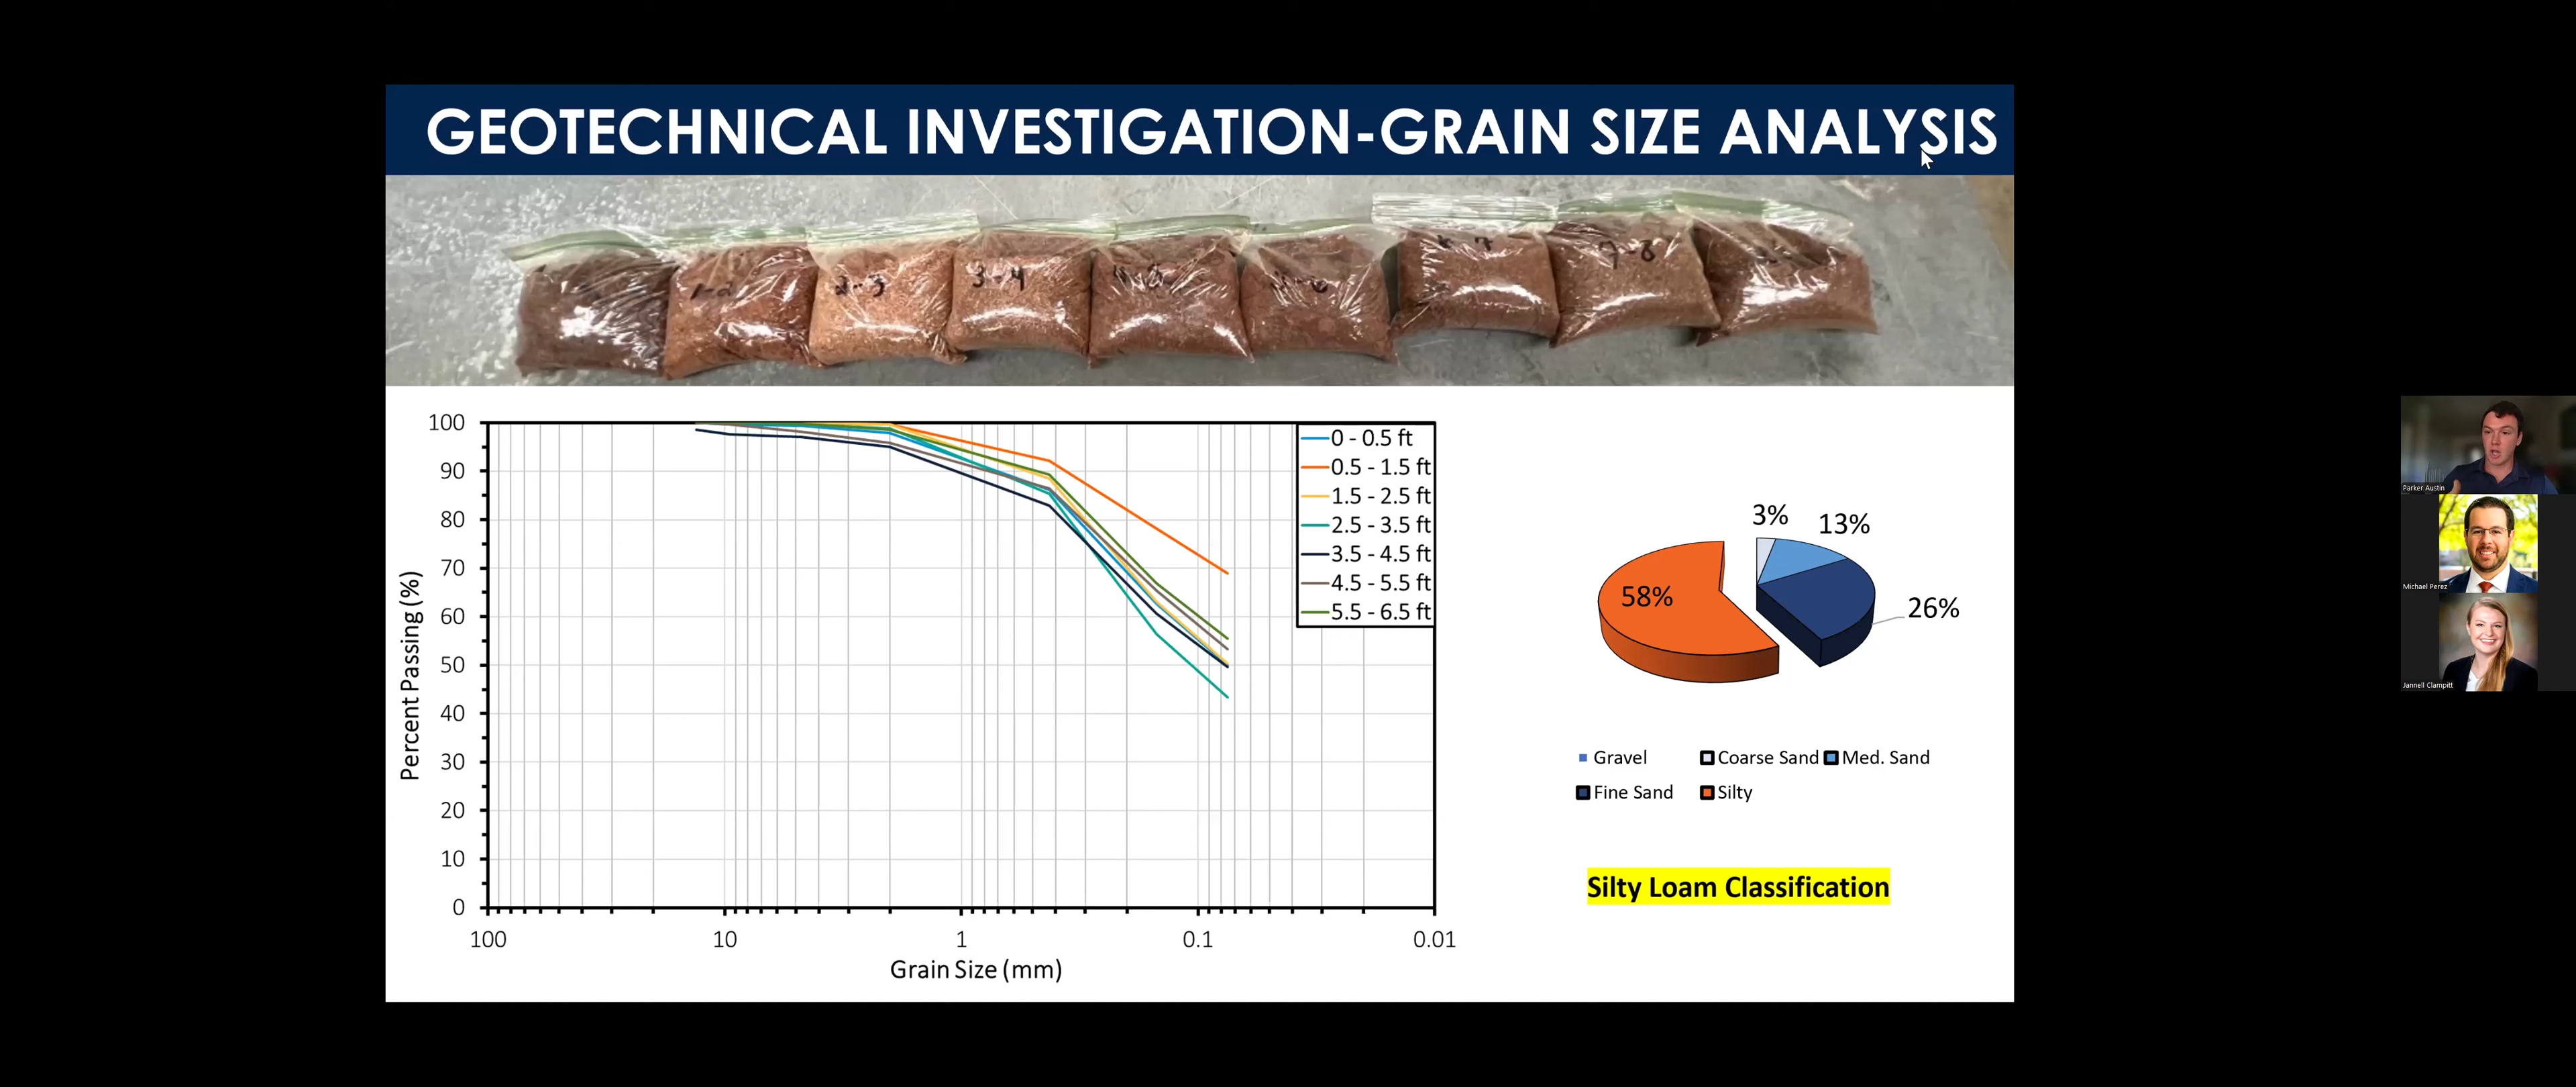 GEOTECHNICAL INVESTIGATION-GRAIN SIZE ANALYSIS
2-3
3-4
7-8
100
90
80
70
60
50
40
30
20
10
0
Percent Passing (%)
100 10 1 0.1 0.01
Grain Size (mm)
0 - 0.5 ft
0.5 - 1.5 ft
1.5 - 2.5 ft
2.5 - 3.5 ft
3.5 - 4.5 ft
4.5 - 5.5 ft
5.5 - 6.5 ft
3% 13%
58%
26%
Gravel Coarse Sand Med. Sand
Fine Sand Silty
Silty Loam Classification
Parker Austin
Michael Perez
Jannell Clampitt